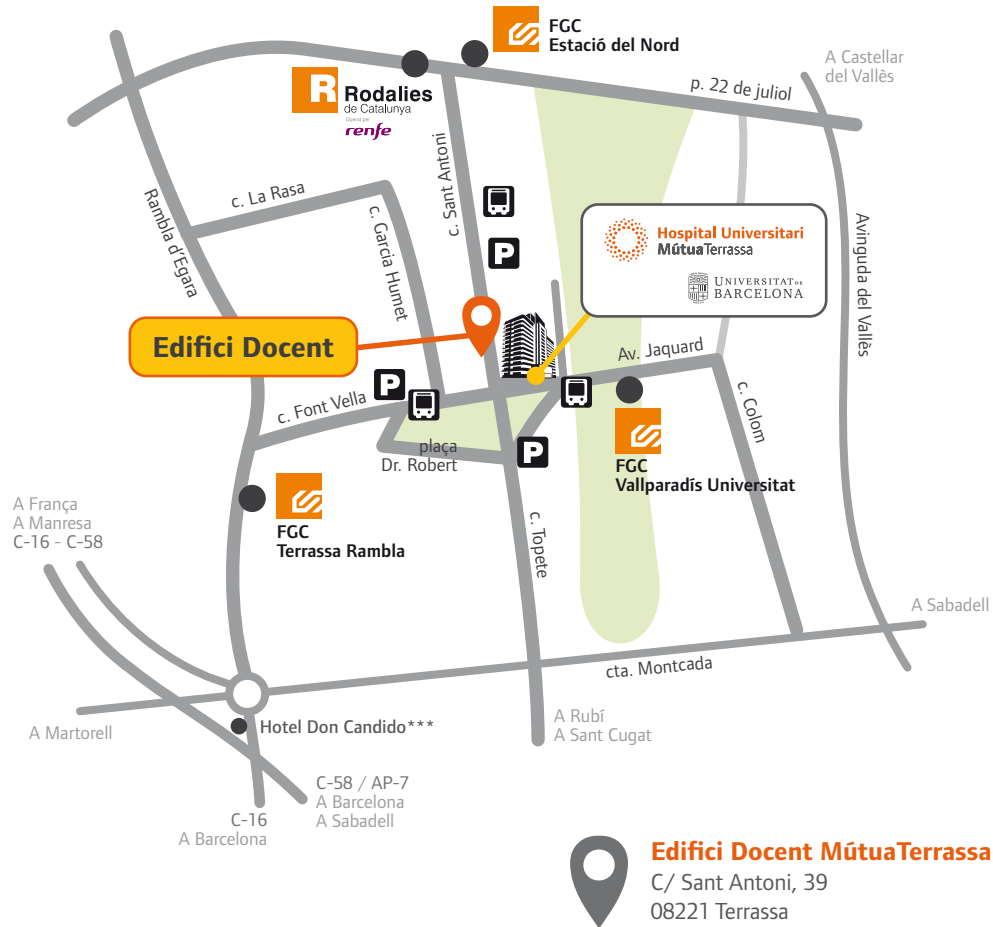 FGC
Estació del Nord
A Castellar
del Vallès
p. 22 de juliol
R Rodalies
de Catalunya
Operat per
renfe
c. Sant Antoni
c. La Rasa
Rambla d'Egara
c. Garcia Humet
P
Hospital Universitari
MútuaTerrassa
UNIVERSITAT DE
BARCELONA
Avinguda del Vallès
Edifici Docent
Av. Jaquard
P
c. Font Vella
c. Colom
plaça
Dr. Robert
P
FGC
Vallparadís Universitat
A França
A Manresa
C-16 - C-58
FGC
Terrassa Rambla
c. Topete
A Sabadell
cta. Montcada
A Martorell
Hotel Don Candido***
A Rubí
A Sant Cugat
C-58 / AP-7
A Barcelona
A Sabadell
C-16
A Barcelona
Edifici Docent MútuaTerrassa
C/ Sant Antoni, 39
08221 Terrassa